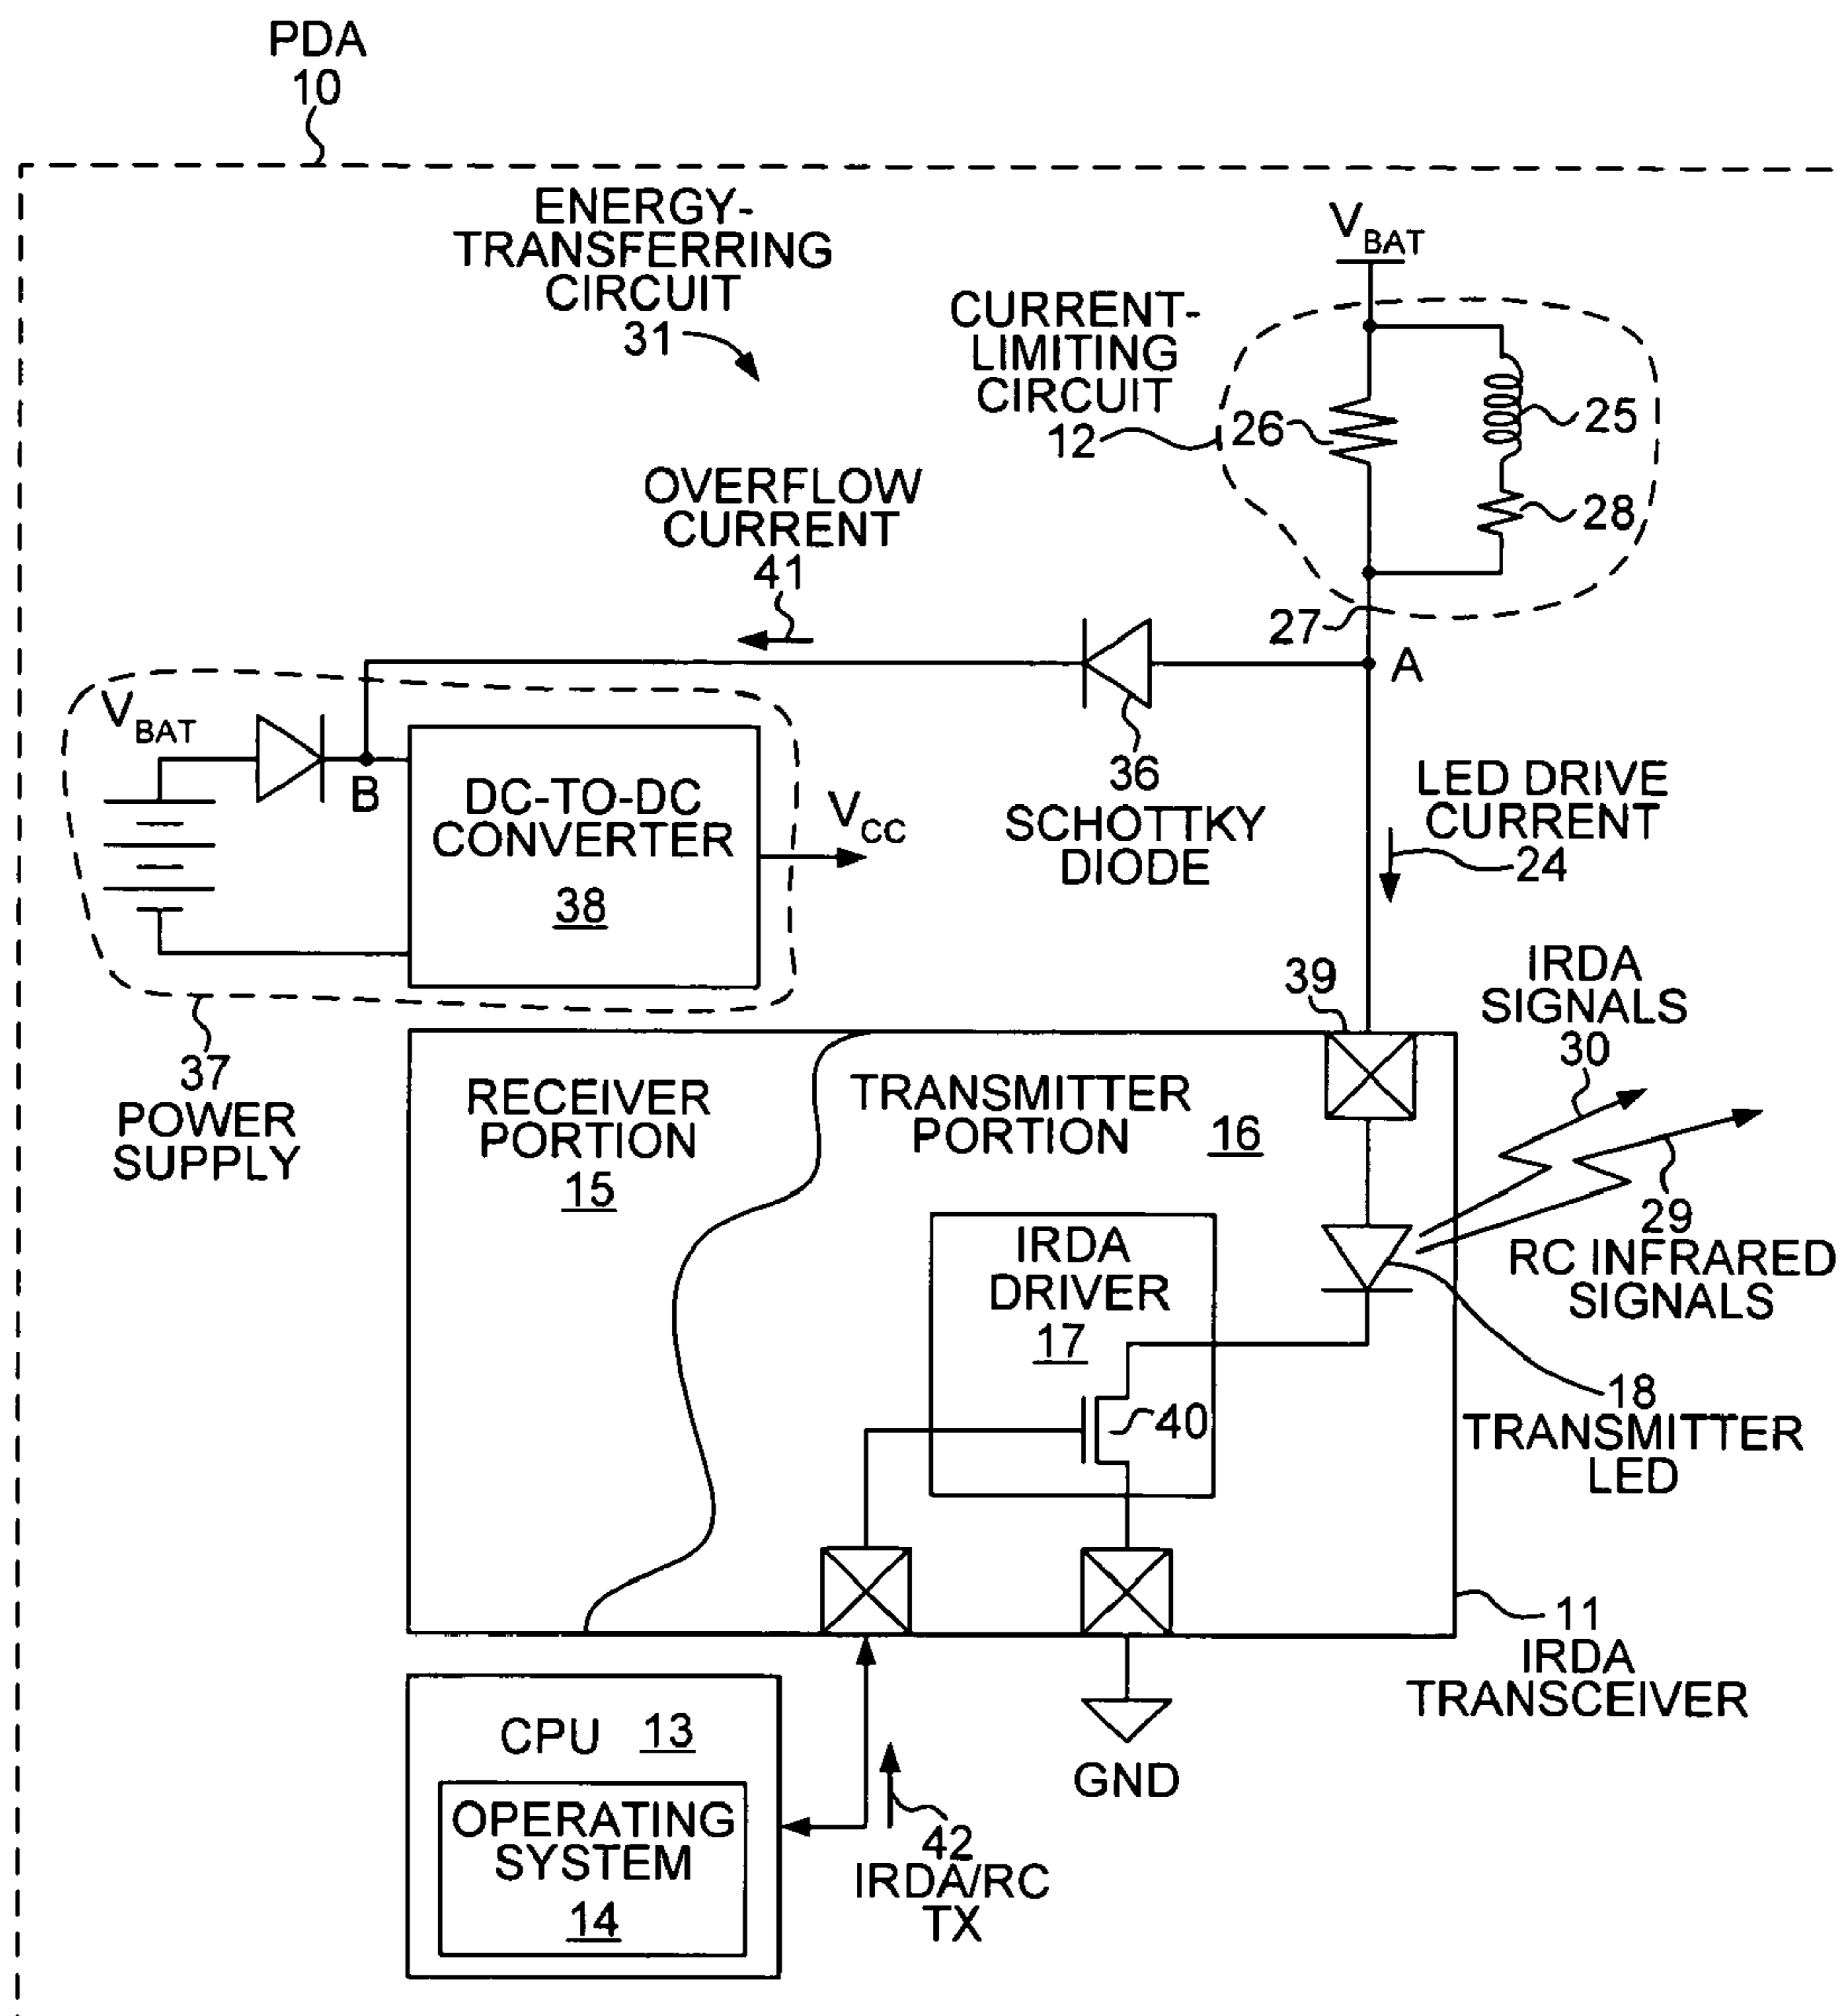 PDA
10
ENERGY-
TRANSFERRING
CIRCUIT
31
V BAT
CURRENT-
LIMITING
CIRCUIT
12
26
25
28
27
A
OVERFLOW
CURRENT
41
V BAT
B
DC-TO-DC
CONVERTER
38
V CC
36
SCHOTTKY
DIODE
LED DRIVE
CURRENT
24
37
POWER
SUPPLY
39
IRDA
SIGNALS
30
RECEIVER
PORTION
15
TRANSMITTER
PORTION
16
29
RC INFRARED
SIGNALS
IRDA
DRIVER
17
40
18
TRANSMITTER
LED
11
IRDA
TRANSCEIVER
GND
CPU 13
OPERATING
SYSTEM
14
42
IRDA/RC
TX